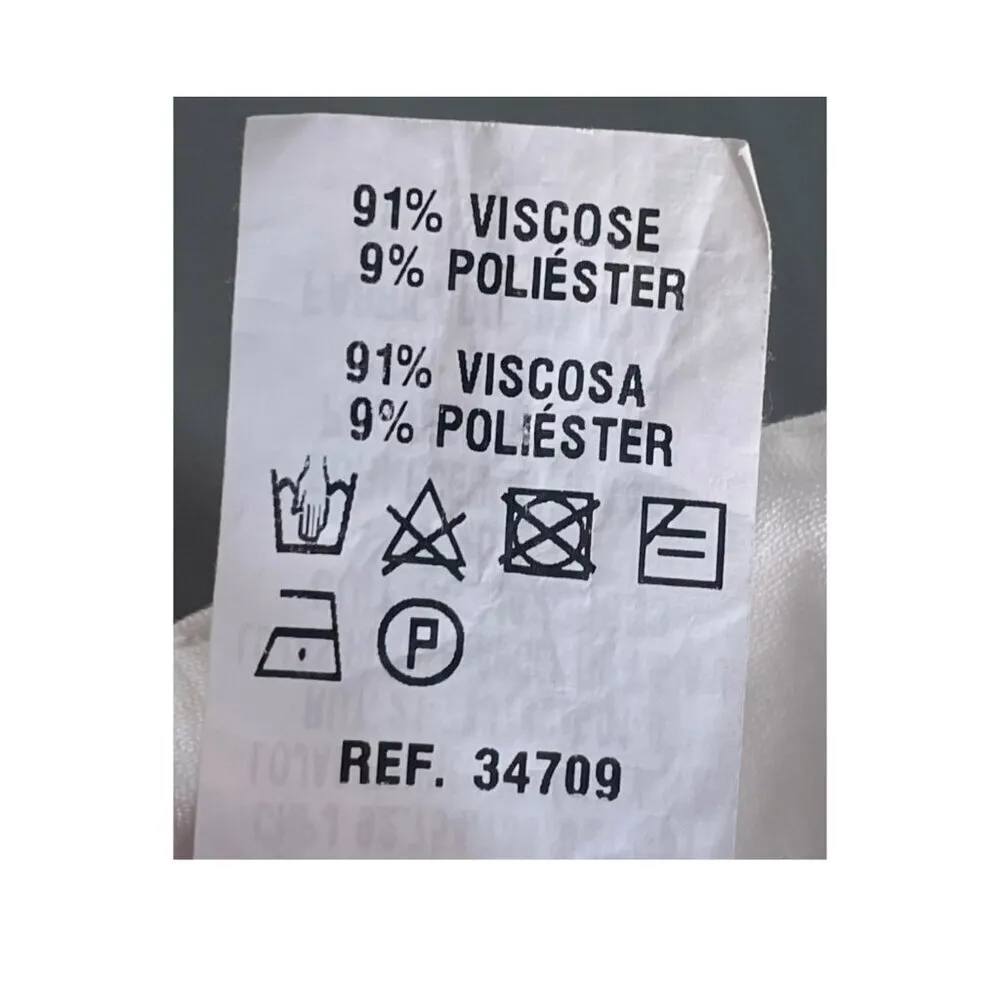 91% VISCOSE
9% POLIÉSTER
91% VISCOSA
9% POLIÉSTER
P
REF. 34709